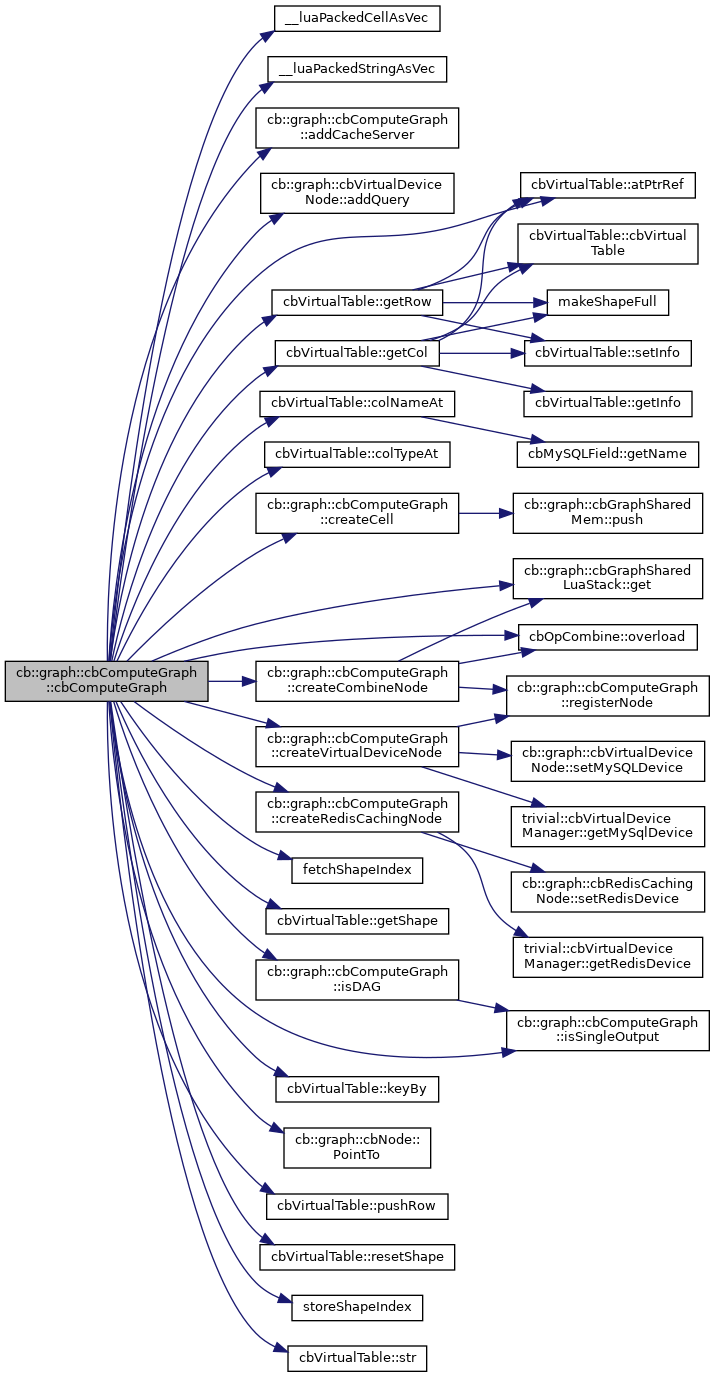 __luaPackedCellAsVec
__luaPackedStringAsVec
cb::graph::cbComputeGraph
::addCacheServer
cb::graph::cbVirtualDevice
Node::addQuery
cbVirtualTable::atPtrRef
cbVirtualTable::cbVirtual
Table
cbVirtualTable::getRow
makeShapeFull
cbVirtualTable::getCol
cbVirtualTable::setInfo
cbVirtualTable::colNameAt
cbVirtualTable::getInfo
cbVirtualTable::colTypeAt
cbMySQLField::getName
cb::graph::cbComputeGraph
::createCell
cb::graph::cbGraphShared
Mem::push
cb::graph::cbGraphShared
LuaStack::get
cbOpCombine::overload
cb::graph::cbComputeGraph
::cbComputeGraph
cb::graph::cbComputeGraph
::createCombineNode
cb::graph::cbComputeGraph
::registerNode
cb::graph::cbComputeGraph
::createVirtualDeviceNode
cb::graph::cbVirtualDevice
Node::setMySQLDevice
cb::graph::cbComputeGraph
::createRedisCachingNode
trivial::cbVirtualDevice
Manager::getMySqlDevice
fetchShapeIndex
cb::graph::cbRedisCaching
Node::setRedisDevice
cbVirtualTable::getShape
trivial::cbVirtualDevice
Manager::getRedisDevice
cb::graph::cbComputeGraph
::isDAG
cb::graph::cbComputeGraph
::isSingleOutput
cbVirtualTable::keyBy
cb::graph::cbNode::
PointTo
cbVirtualTable::pushRow
cbVirtualTable::resetShape
storeShapeIndex
cbVirtualTable::str